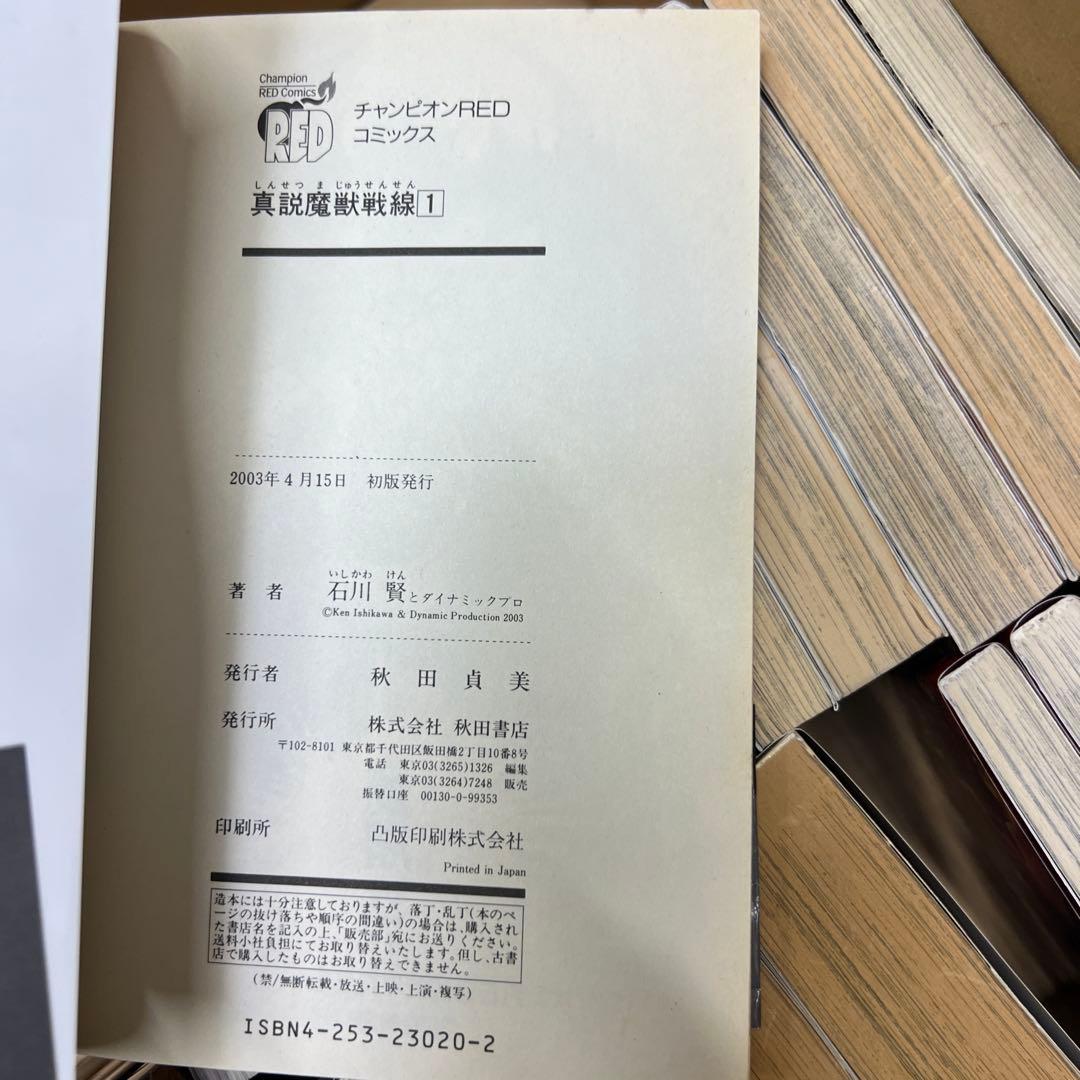 Champion
RED Comics
RED
チャンピオンRED
コミックス
しんせつ ま じゅうせんせん
真説魔獣戦線 1
2003年4月15日 初版発行
いしかわ けん
著者 石川 賢とダイナミックプロ
©Ken Ishikawa & Dynamic Production 2003
発行者 秋田貞美
発行所 株式会社 秋田書店
〒102-8101 東京都千代田区飯田橋2丁目10番8号
電話 東京03(3265)1326 編集
東京03(3264)7248 販売
振替口座 00130-0-99353
印刷所 凸版印刷株式会社
Printed in Japan
造本には十分注意しておりますが、落丁・乱丁(本のペ
ージの抜け落ちや順序の間違い)の場合は、購入され
た書店名を記入の上、「販売部」宛にお送りください。
送料小社負担にてお取り替えいたします。但し、古書
店で購入したものはお取り替えできません。
(禁/無断転載・放送・上映・上演・複写)
ISBN4-253-23020-2